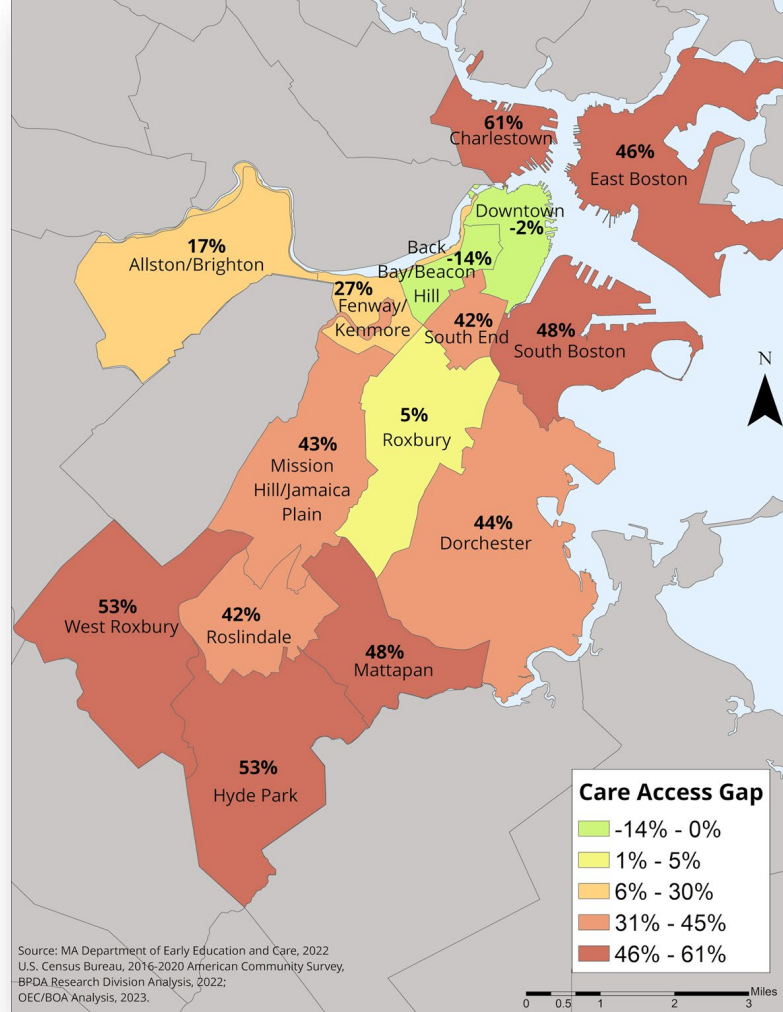 61%
Charlestown
46%
East Boston
Downtown
-2%
17%
Allston/Brighton
Back
-14%
Bay/Beacon
Hill
27%
Fenway/
Kenmore
42%
South End
48%
South Boston
N
5%
Roxbury
43%
Mission
Hill/Jamaica
Plain
44%
Dorchester
53%
West Roxbury
42%
Roslindale
48%
Mattapan
53%
Hyde Park
Care Access Gap
-14% - 0%
1% - 5%
6% - 30%
31% - 45%
46% - 61%
Source: MA Department of Early Education and Care, 2022
U.S. Census Bureau, 2016-2020 American Community Survey,
BPDA Research Division Analysis, 2022;
OEC/BOA Analysis, 2023.
Miles
0 0.5 1 2 3